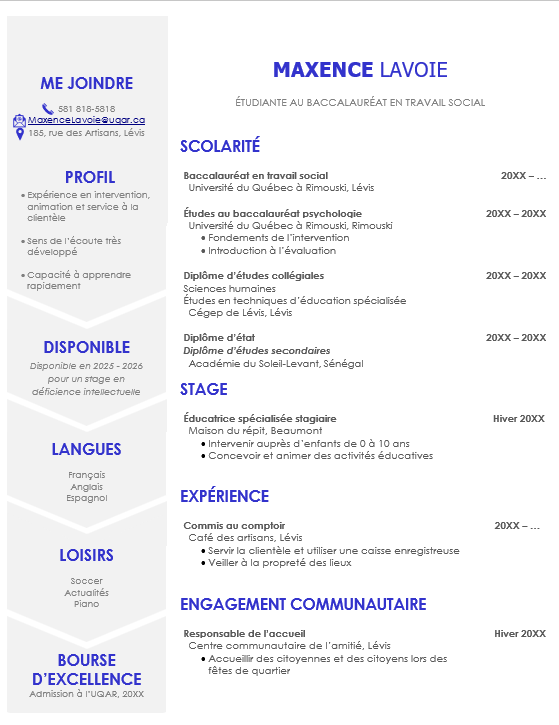 ME JOINDRE
581 818-5818
MaxenceLavoie@uqar.ca
185, rue des Artisans, Lévis
PROFIL
• Expérience en intervention,
animation et service à la
clientèle
• Sens de l'écoute très
développé
• Capacité à apprendre
rapidement
DISPONIBLE
Disponible en 2025 - 2026
pour un stage en
déficience intellectuelle
LANGUES
Français
Anglais
Espagnol
LOISIRS
Soccer
Actualités
Piano
BOURSE
D'EXCELLENCE
Admission à l'UQAR, 20XX
MAXENCE LAVOIE
ÉTUDIANTE AU BACCALAURÉAT EN TRAVAIL SOCIAL
SCOLARITÉ
Baccalauréat en travail social 20XX – ...
Université du Québec à Rimouski, Lévis
Études au baccalauréat psychologie 20XX – 20XX
Université du Québec à Rimouski, Rimouski
• Fondements de l'intervention
• Introduction à l'évaluation
Diplôme d'études collégiales 20XX – 20XX
Sciences humaines
Études en techniques d'éducation spécialisée
Cégep de Lévis, Lévis
Diplôme d'état 20XX – 20XX
Diplôme d'études secondaires
Académie du Soleil-Levant, Sénégal
STAGE
Éducatrice spécialisée stagiaire Hiver 20XX
Maison du répit, Beaumont
• Intervenir auprès d'enfants de 0 à 10 ans
• Concevoir et animer des activités éducatives
EXPÉRIENCE
Commis au comptoir 20XX – ...
Café des artisans, Lévis
• Servir la clientèle et utiliser une caisse enregistreuse
• Veiller à la propreté des lieux
ENGAGEMENT COMMUNAUTAIRE
Responsable de l'accueil Hiver 20XX
Centre communautaire de l'amitié, Lévis
• Accueillir des citoyennes et des citoyens lors des
fêtes de quartier